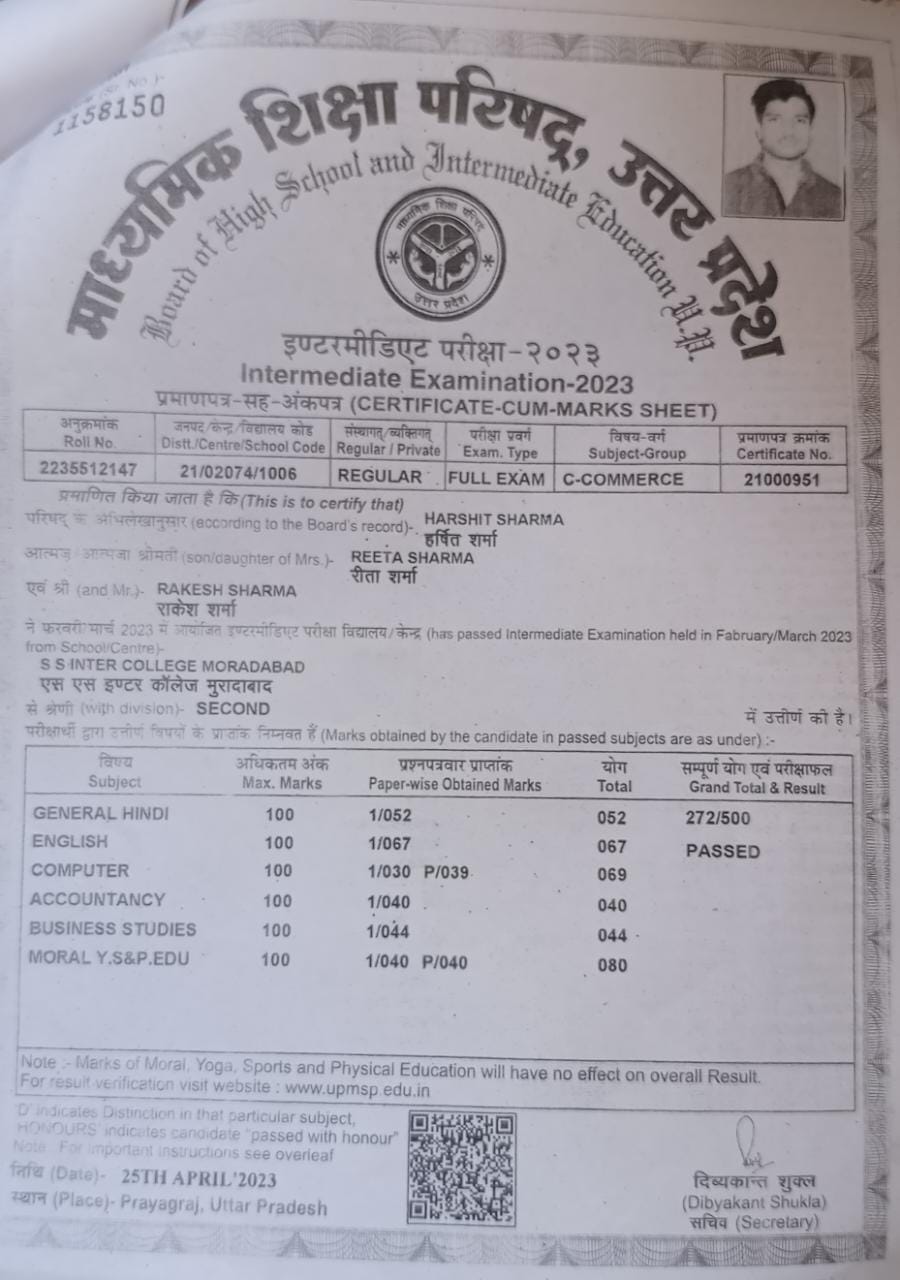 No.)-
1158150
माध्यमिक शिक्षा परिषद्, उत्तर प्रदेश
Board of High School and Intermediate Education U.P.
माध्यमिक शिक्षा परिषद्
उत्तर प्रदेश
इण्टरमीडिएट परीक्षा-२०२३
Intermediate Examination-2023
प्रमाणपत्र-सह-अंकपत्र (CERTIFICATE-CUM-MARKS SHEET)
अनुक्रमांक जनपद/केन्द्र/विद्यालय कोड संस्थागत/व्यक्तिगत परीक्षा प्रवर्ग विषय-वर्ग प्रमाणपत्र क्रमांक
Roll No. Distt./Centre/School Code Regular / Private Exam. Type Subject-Group Certificate No.
2235512147 21/02074/1006 REGULAR FULL EXAM C-COMMERCE 21000951
प्रमाणित किया जाता है कि (This is to certify that)
परिषद् के अभिलेखानुसार (according to the Board's record)- HARSHIT SHARMA
हर्षित शर्मा
आत्मज/आत्मजा श्रीमती (son/daughter of Mrs.)- REETA SHARMA
रीता शर्मा
एवं श्री (and Mr.)- RAKESH SHARMA
राकेश शर्मा
ने फरवरी/मार्च 2023 में आयोजित इण्टरमीडिएट परीक्षा विद्यालय/केन्द्र (has passed Intermediate Examination held in Fabruary/March 2023
from School/Centre)-
S S INTER COLLEGE MORADABAD
एस एस इण्टर कॉलेज मुरादाबाद
से श्रेणी (with division)- SECOND में उत्तीर्ण की है।
परीक्षार्थी द्वारा उत्तीर्ण विषयों के प्राप्तांक निम्नवत हैं (Marks obtained by the candidate in passed subjects are as under) :-
विषय अधिकतम अंक प्रश्नपत्रवार प्राप्तांक योग सम्पूर्ण योग एवं परीक्षाफल
Subject Max. Marks Paper-wise Obtained Marks Total Grand Total & Result
GENERAL HINDI 100 1/052 052 272/500
ENGLISH 100 1/067 067 PASSED
COMPUTER 100 1/030 P/039 069
ACCOUNTANCY 100 1/040 040
BUSINESS STUDIES 100 1/044 044
MORAL Y.S&P.EDU 100 1/040 P/040 080
Note :- Marks of Moral, Yoga, Sports and Physical Education will have no effect on overall Result.
For result verification visit website : www.upmsp.edu.in
'D' indicates Distinction in that particular subject,
HONOURS' indicates candidate "passed with honour"
Note : For important instructions see overleaf
तिथि (Date)- 25TH APRIL'2023
स्थान (Place)- Prayagraj, Uttar Pradesh
दिब्यकान्त शुक्ल
(Dibyakant Shukla)
सचिव (Secretary)